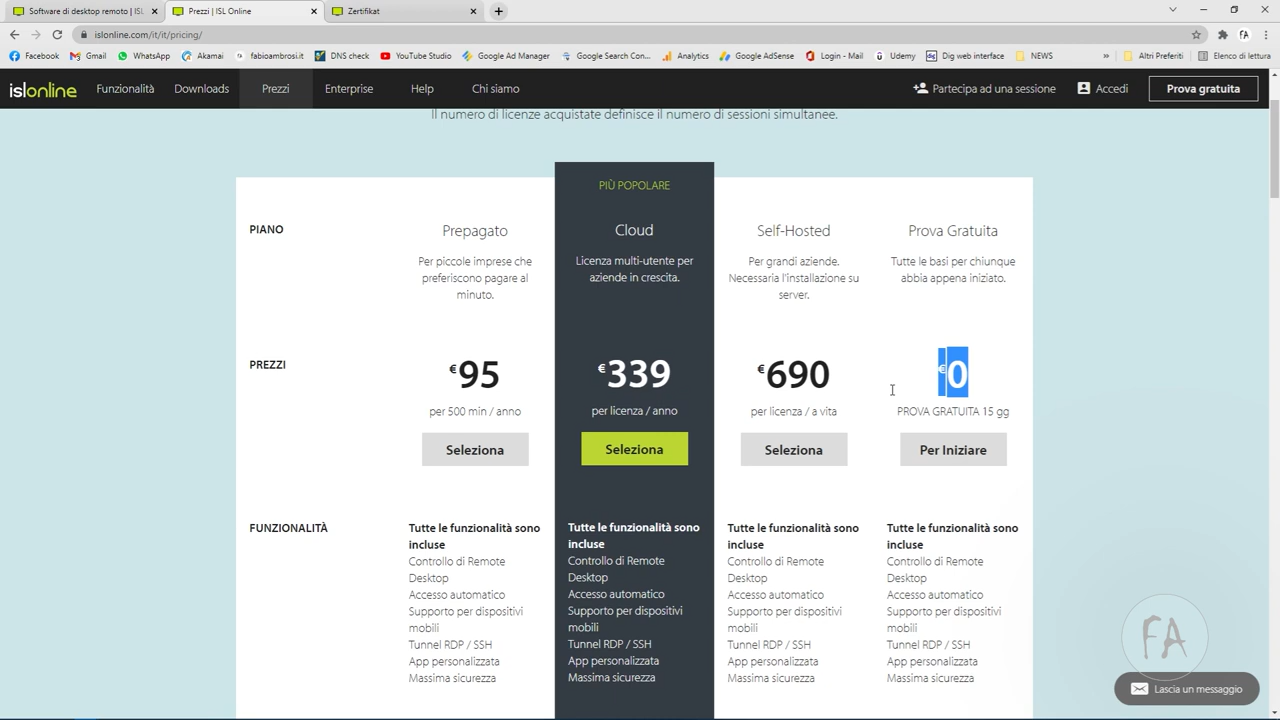 Software di desktop remoto | ISL
Prezzi | ISL Online
Zertifikat
islonline.com/it/it/pricing/
Facebook
Gmail
WhatsApp
Akamai
fabioambrosi.it
DNS check
YouTube Studio
Google Ad Manager
Google Search Con...
Analytics
Google AdSense
Login - Mail
Udemy
Dig web interface
NEWS
»
Altri Preferiti
Elenco di lettura
islonline
Funzionalità
Downloads
Prezzi
Enterprise
Help
Chi siamo
Partecipa ad una sessione
Accedi
Prova gratuita
Il numero di licenze acquistate definisce il numero di sessioni simultanee.
PIÙ POPOLARE
PIANO
Prepagato
Per piccole imprese che
preferiscono pagare al
minuto.
Cloud
Licenza multi-utente per
aziende in crescita.
Self-Hosted
Per grandi aziende.
Necessaria l'installazione su
server.
Prova Gratuita
Tutte le basi per chiunque
abbia appena iniziato.
PREZZI
€95
per 500 min / anno
Seleziona
€339
per licenza / anno
Seleziona
€690
per licenza / a vita
Seleziona
€0
PROVA GRATUITA 15 gg
Per Iniziare
FUNZIONALITÀ
Tutte le funzionalità sono
incluse
Controllo di Remote
Desktop
Accesso automatico
Supporto per dispositivi
mobili
Tunnel RDP / SSH
App personalizzata
Massima sicurezza
Tutte le funzionalità sono
incluse
Controllo di Remote
Desktop
Accesso automatico
Supporto per dispositivi
mobili
Tunnel RDP / SSH
App personalizzata
Massima sicurezza
Tutte le funzionalità sono
incluse
Controllo di Remote
Desktop
Accesso automatico
Supporto per dispositivi
mobili
Tunnel RDP / SSH
App personalizzata
Massima sicurezza
Tutte le funzionalità sono
incluse
Controllo di Remote
Desktop
Accesso automatico
Supporto per dispositivi
mobili
Tunnel RDP / SSH
App personalizzata
Massima sicurezza
FA
Lascia un messaggio